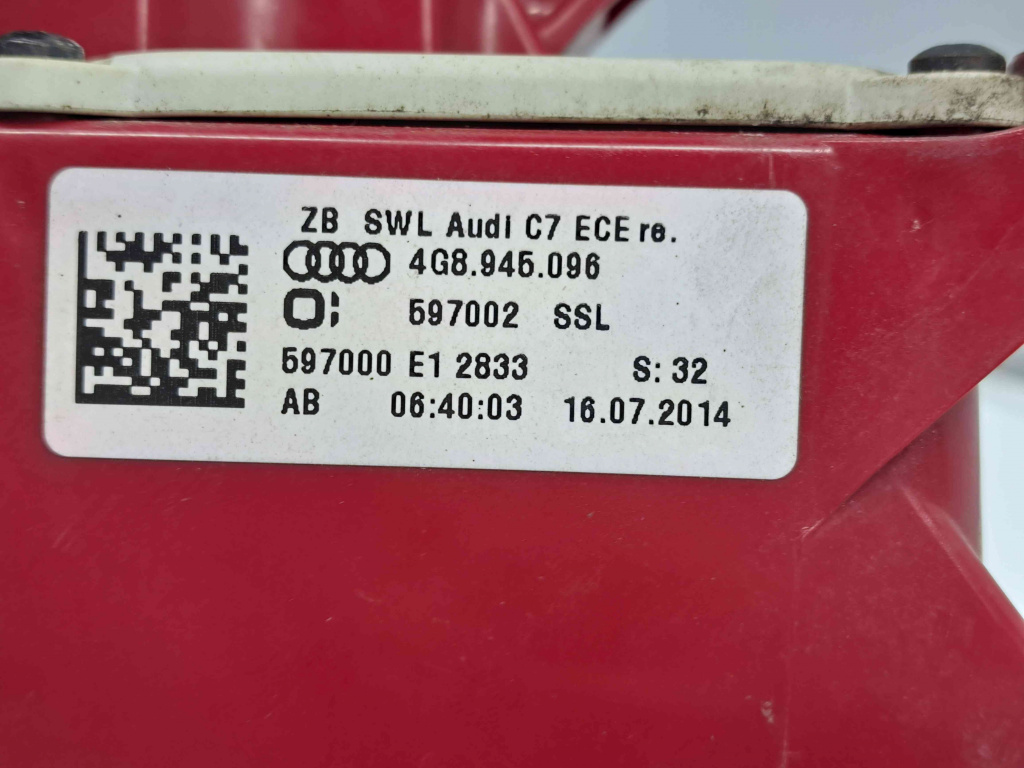 ZB SWL Audi C7 ECE re.
4G8.945.096
597002 SSL
597000 E1 2833 S: 32
AB 06:40:03 16.07.2014